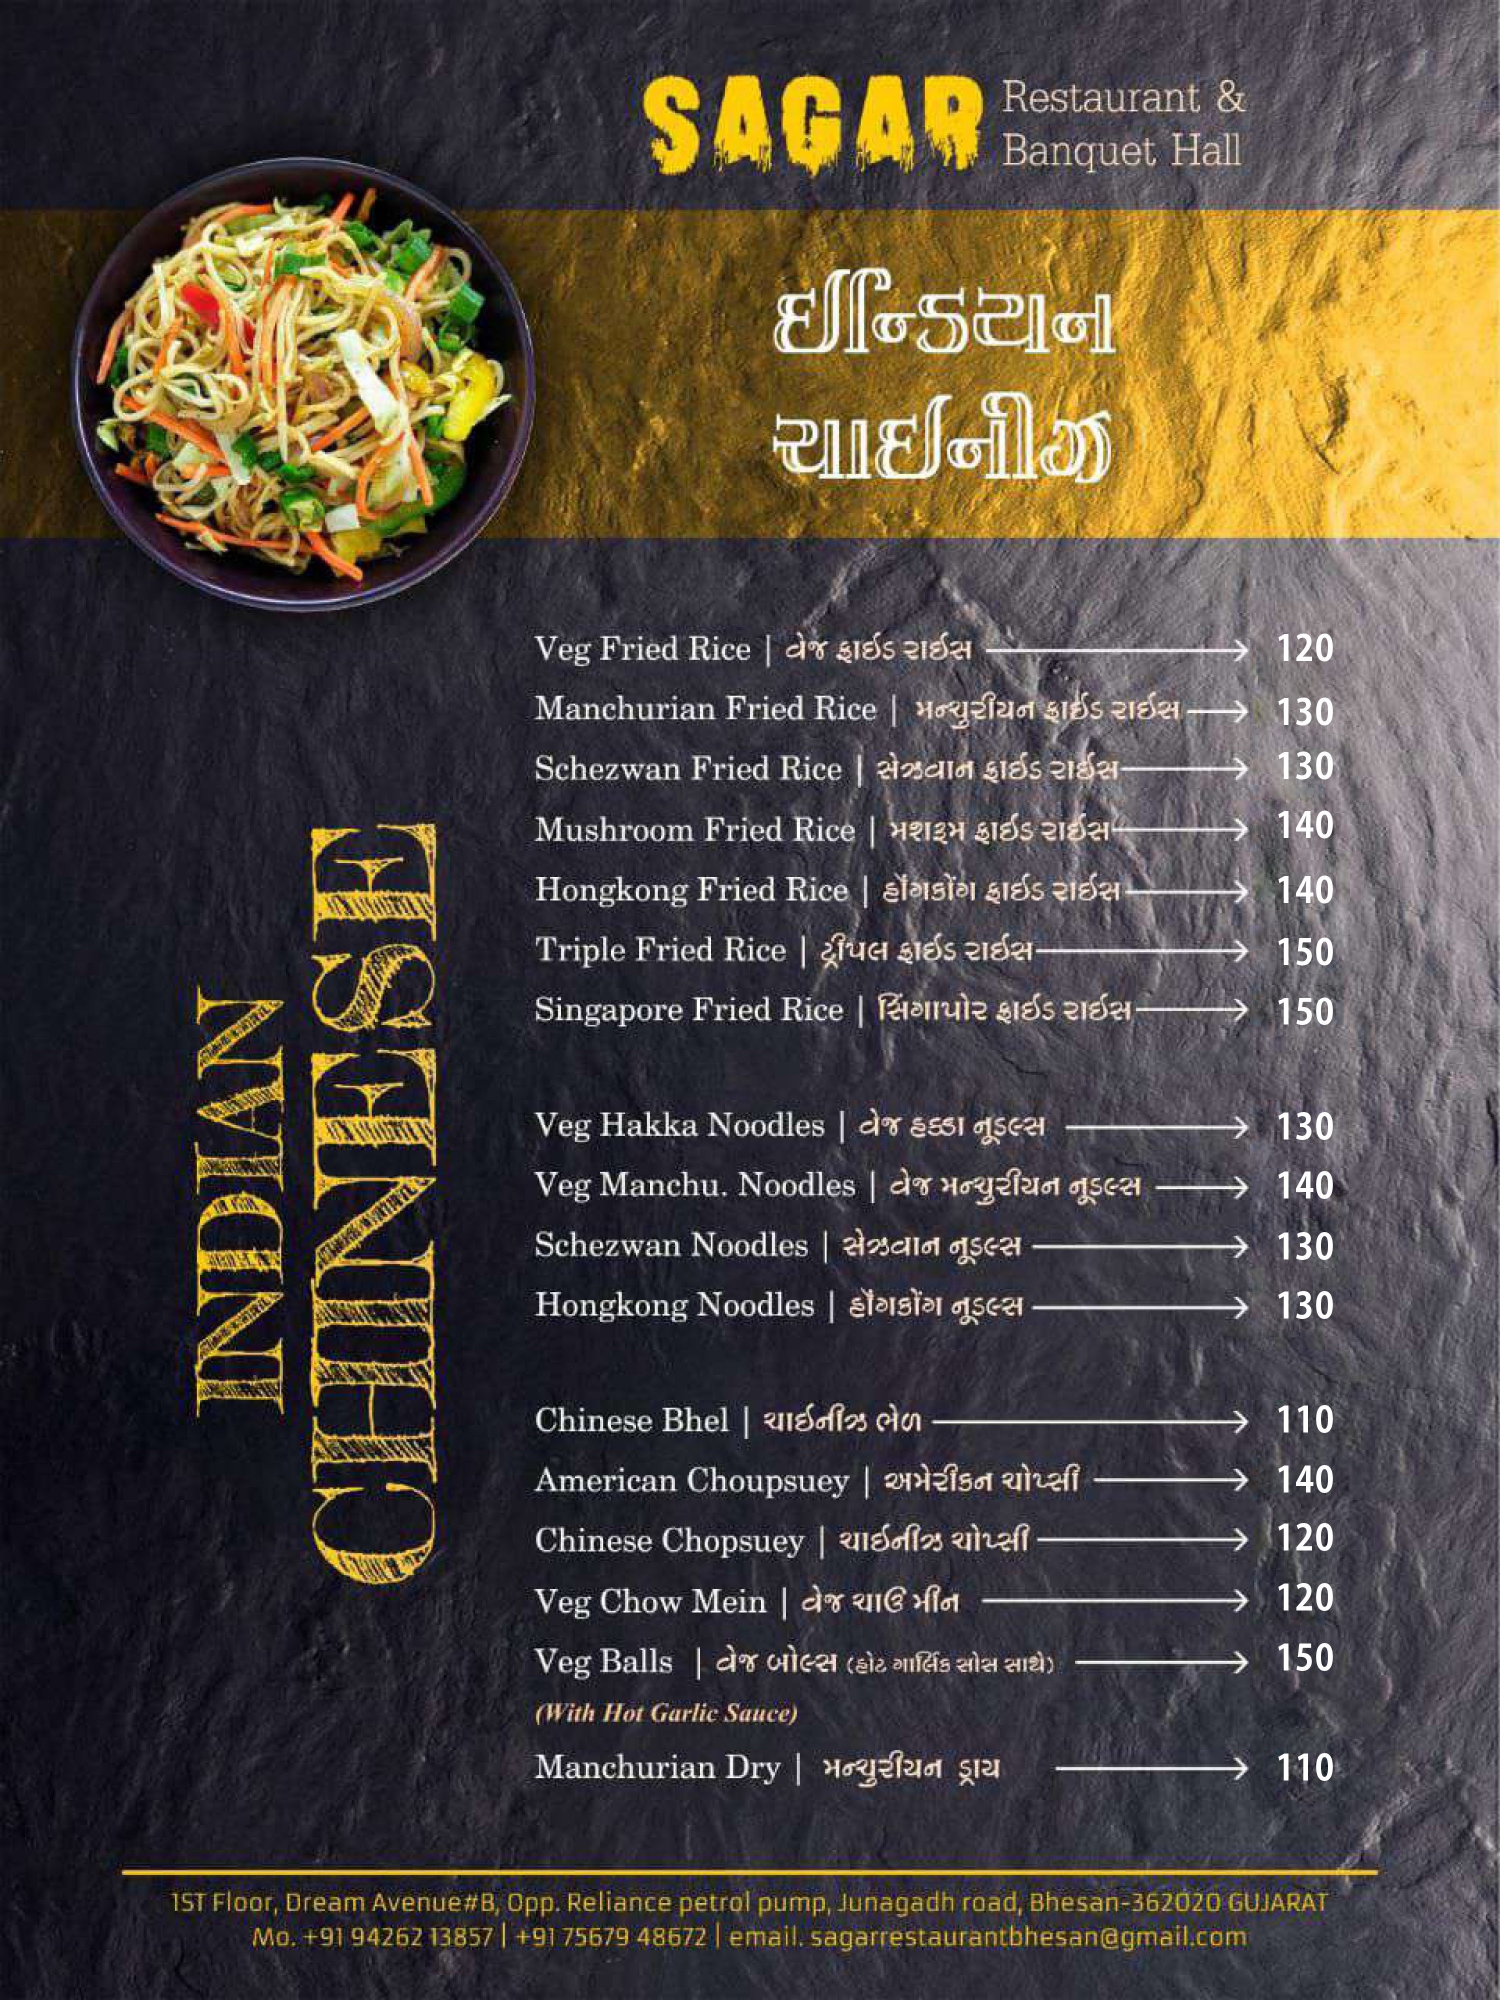 SAGAR Restaurant &
Banquet Hall
ઈન્ડિયન
ચાઈનીઝ
INDIAN
CHINESE
Veg Fried Rice | વેજ ફ્રાઈડ રાઈસ 120
Manchurian Fried Rice | મન્ચુરીયન ફ્રાઈડ રાઈસ 130
Schezwan Fried Rice | સેઝવાન ફ્રાઈડ રાઈસ 130
Mushroom Fried Rice | મશરૂમ ફ્રાઈડ રાઈસ 140
Hongkong Fried Rice | હોંગકોંગ ફ્રાઈડ રાઈસ 140
Triple Fried Rice | ટ્રીપલ ફ્રાઈડ રાઈસ 150
Singapore Fried Rice | સિંગાપોર ફ્રાઈડ રાઈસ 150
Veg Hakka Noodles | વેજ હક્કા નૂડલ્સ 130
Veg Manchu. Noodles | વેજ મન્ચુરીયન નૂડલ્સ 140
Schezwan Noodles | સેઝવાન નૂડલ્સ 130
Hongkong Noodles | હોંગકોંગ નૂડલ્સ 130
Chinese Bhel | ચાઈનીઝ ભેળ 110
American Choupsuey | અમેરીકન ચોપ્સી 140
Chinese Chopsuey | ચાઈનીઝ ચોપ્સી 120
Veg Chow Mein | વેજ ચાઉ મીન 120
Veg Balls | વેજ બોલ્સ (હોટ ગાર્લિક સોસ સાથે) 150
(With Hot Garlic Sauce)
Manchurian Dry | મન્ચુરીયન ડ્રાય 110
1ST Floor, Dream Avenue#B, Opp. Reliance petrol pump, Junagadh road, Bhesan-362020 GUJARAT
Mo. +91 94262 13857 | +91 75679 48672 | email. sagarrestaurantbhesan@gmail.com